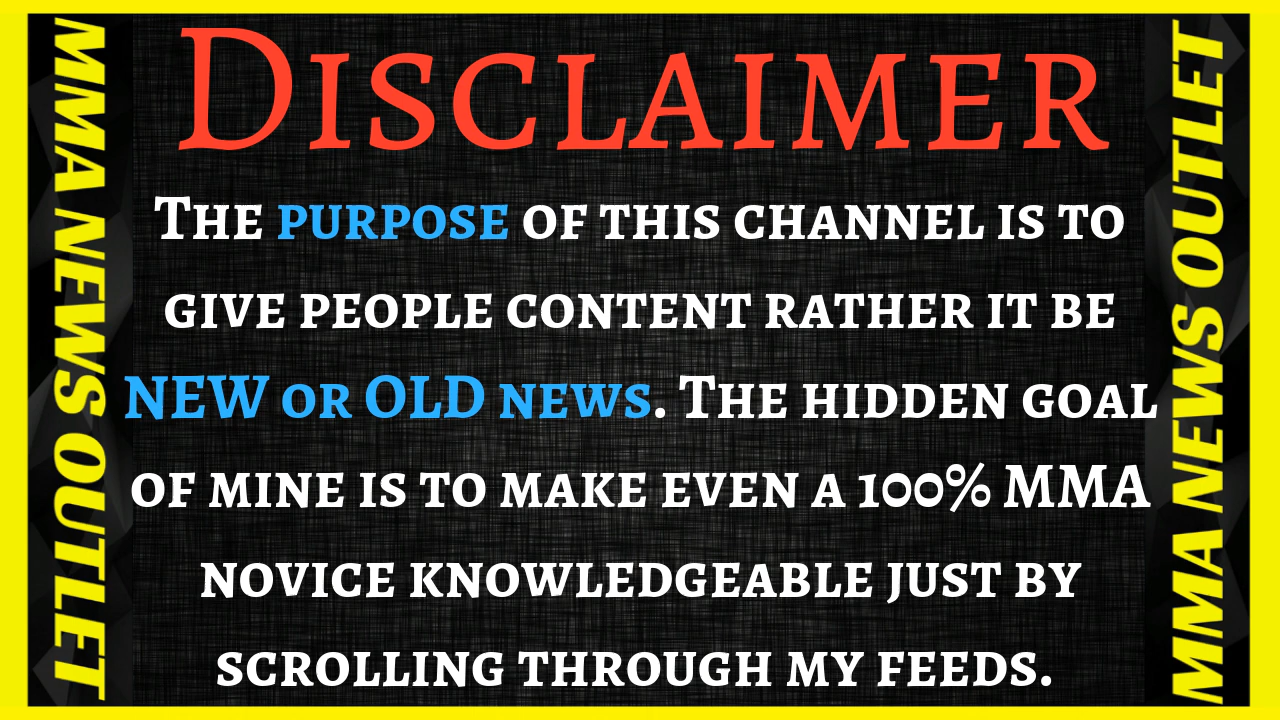 Disclaimer
The purpose of this channel is to
give people content rather it be
NEW or OLD news. The hidden goal
of mine is to make even a 100% MMA
novice knowledgeable just by
scrolling through my feeds.
MMA NEWS OUTLET
MMA NEWS OUTLET